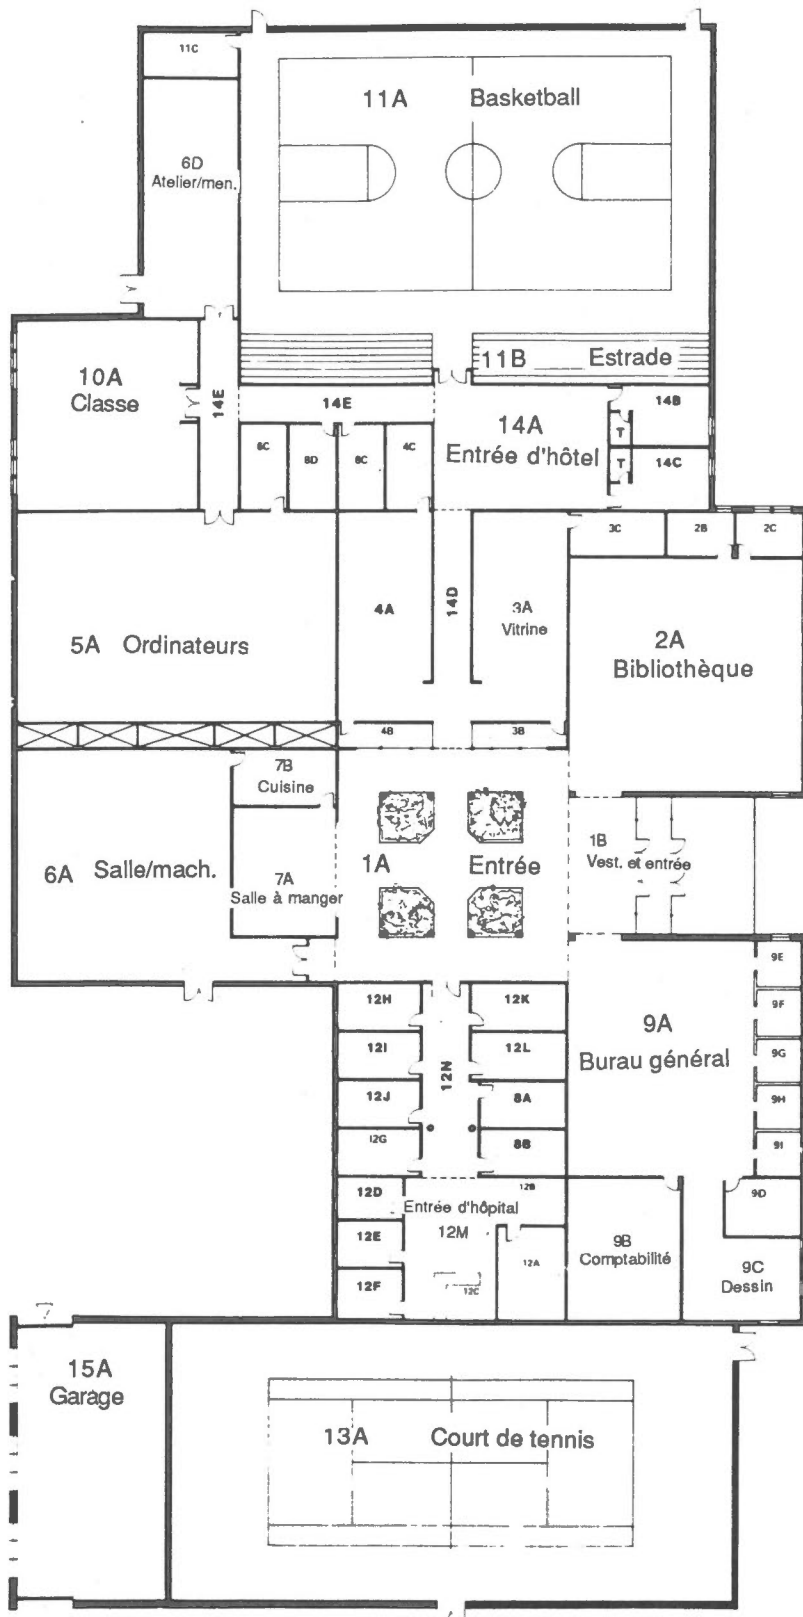 11C
11A Basketball
6D
Atelier/men.
11B Estrade
10A
Classe
14E
14E
14A
Entrée d'hôtel
14B
T
T
14C
6C
8D
8C
4C
3C
2B
2C
4A
14D
3A
Vitrine
2A
Bibliothèque
5A Ordinateurs
4B
3B
7B
Cuisine
6A Salle/mach.
7A
Salle à manger
1A Entrée
1B
Vest. et entrée
12H
12K
12I
12L
12N
12J
8A
12G
8B
9A
Burau général
9E
9F
9G
9H
9I
12D
12B
Entrée d'hôpital
12M
12E
12A
12F
12C
9B
Comptabilité
9D
9C
Dessin
15A
Garage
13A Court de tennis